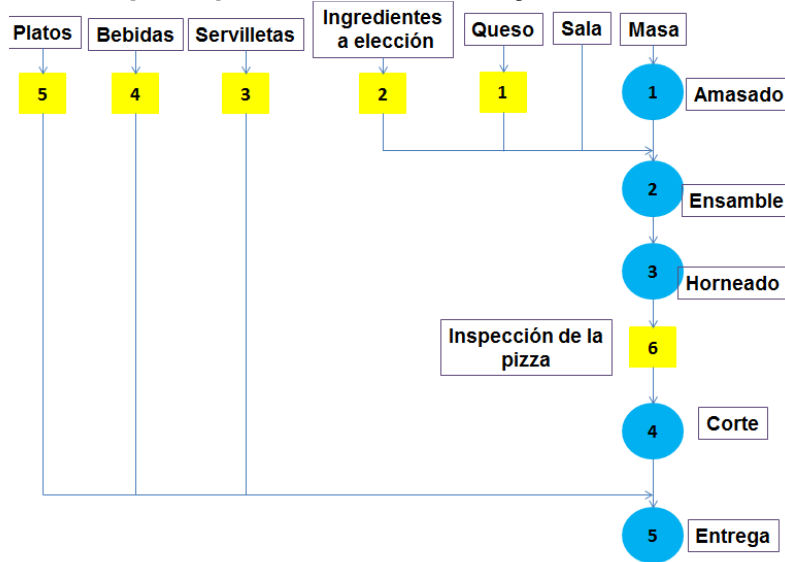 Platos
Bebidas
Servilletas
Ingredientes
a elección
Queso
Sala
Masa
5
4
3
2
1
1
Amasado
2
Ensamble
3
Horneado
Inspección de la
pizza
6
4
Corte
5
Entrega